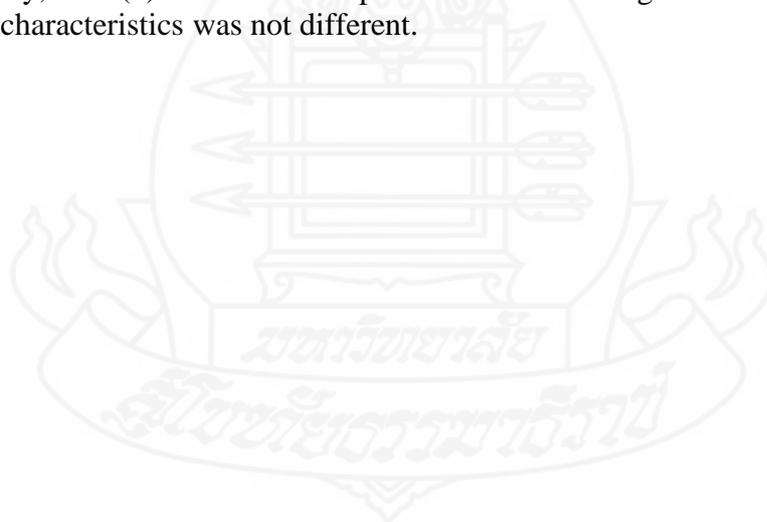 characteristics was not different.
มหาวิทยาลัย
สุโขทัยธรรมาธิราช